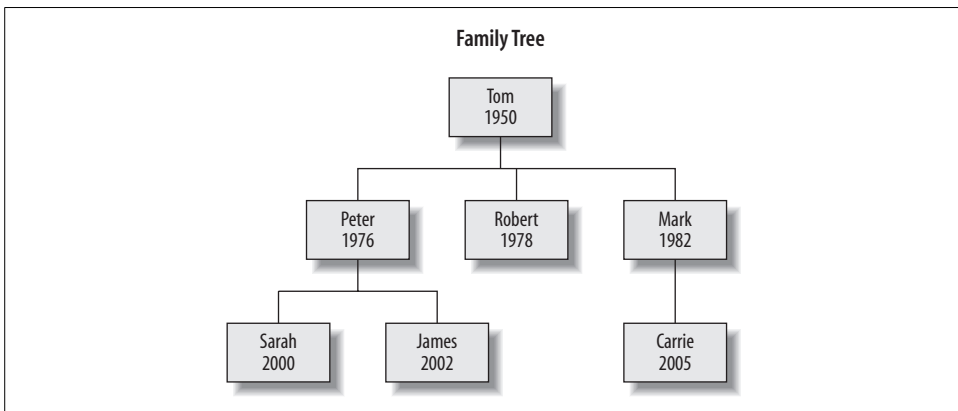 Family Tree
Tom
1950
Peter
1976
Robert
1978
Mark
1982
Sarah
2000
James
2002
Carrie
2005